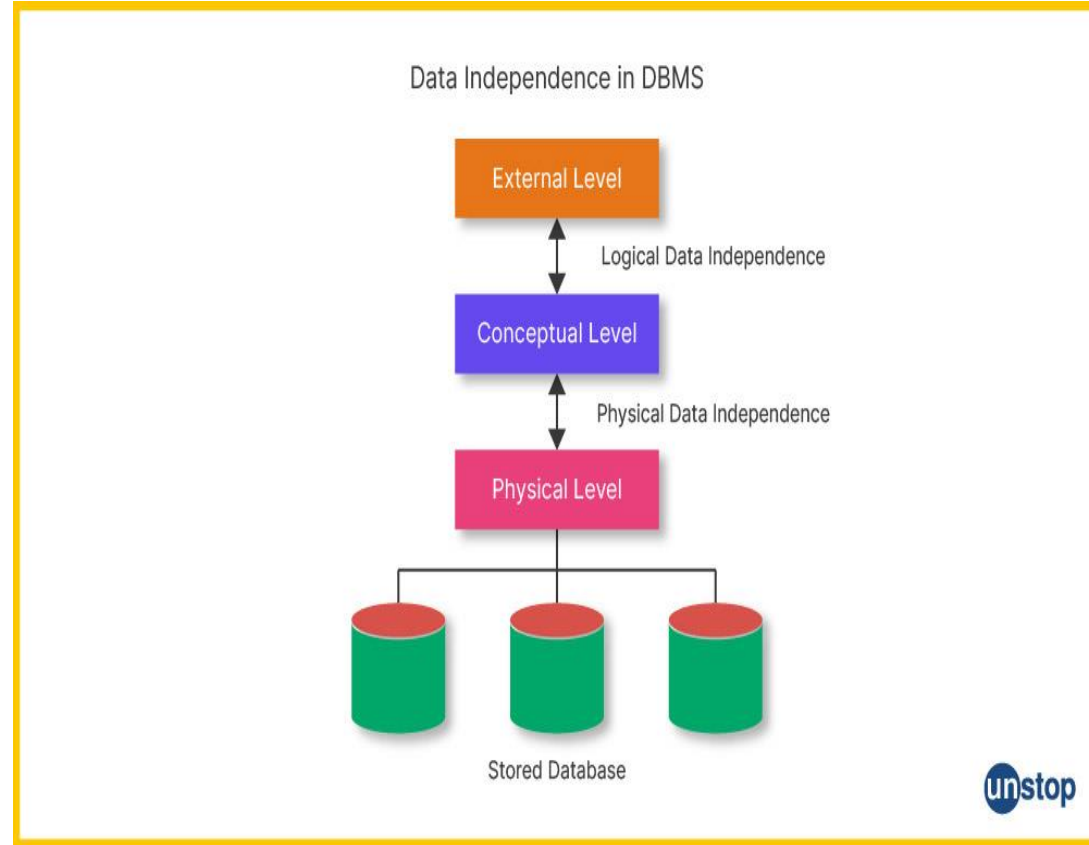 Data Independence in DBMS
External Level
Logical Data Independence
Conceptual Level
Physical Data Independence
Physical Level
Stored Database
unstop